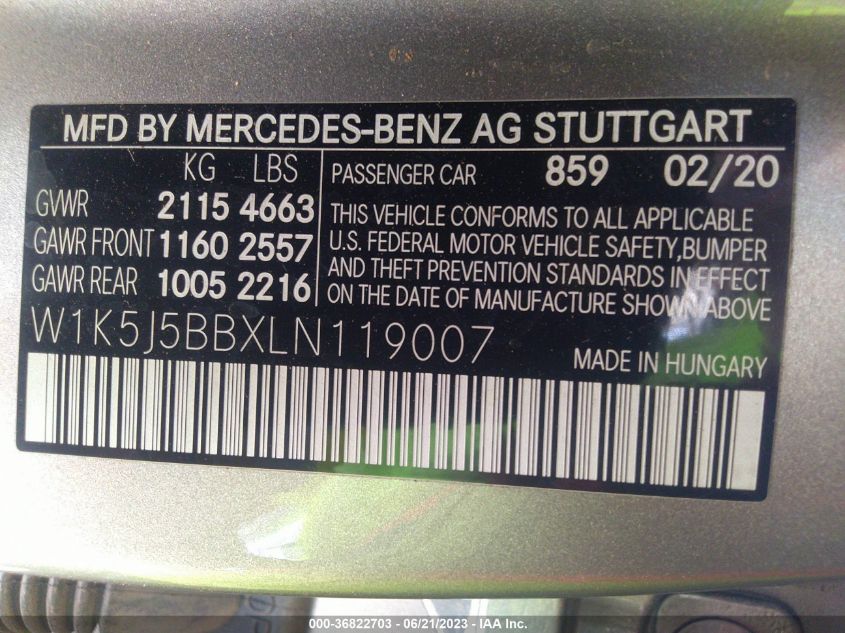 MFD BY MERCEDES-BENZ AG STUTTGART
KG LBS
GVWR 2115 4663
GAWR FRONT 1160 2557
GAWR REAR 1005 2216
PASSENGER CAR 859 02/20
THIS VEHICLE CONFORMS TO ALL APPLICABLE
U.S. FEDERAL MOTOR VEHICLE SAFETY,BUMPER
AND THEFT PREVENTION STANDARDS IN EFFECT
ON THE DATE OF MANUFACTURE SHOWN ABOVE
W1K5J5BBXLN119007
MADE IN HUNGARY
000-36822703 - 06/21/2023 - IAA